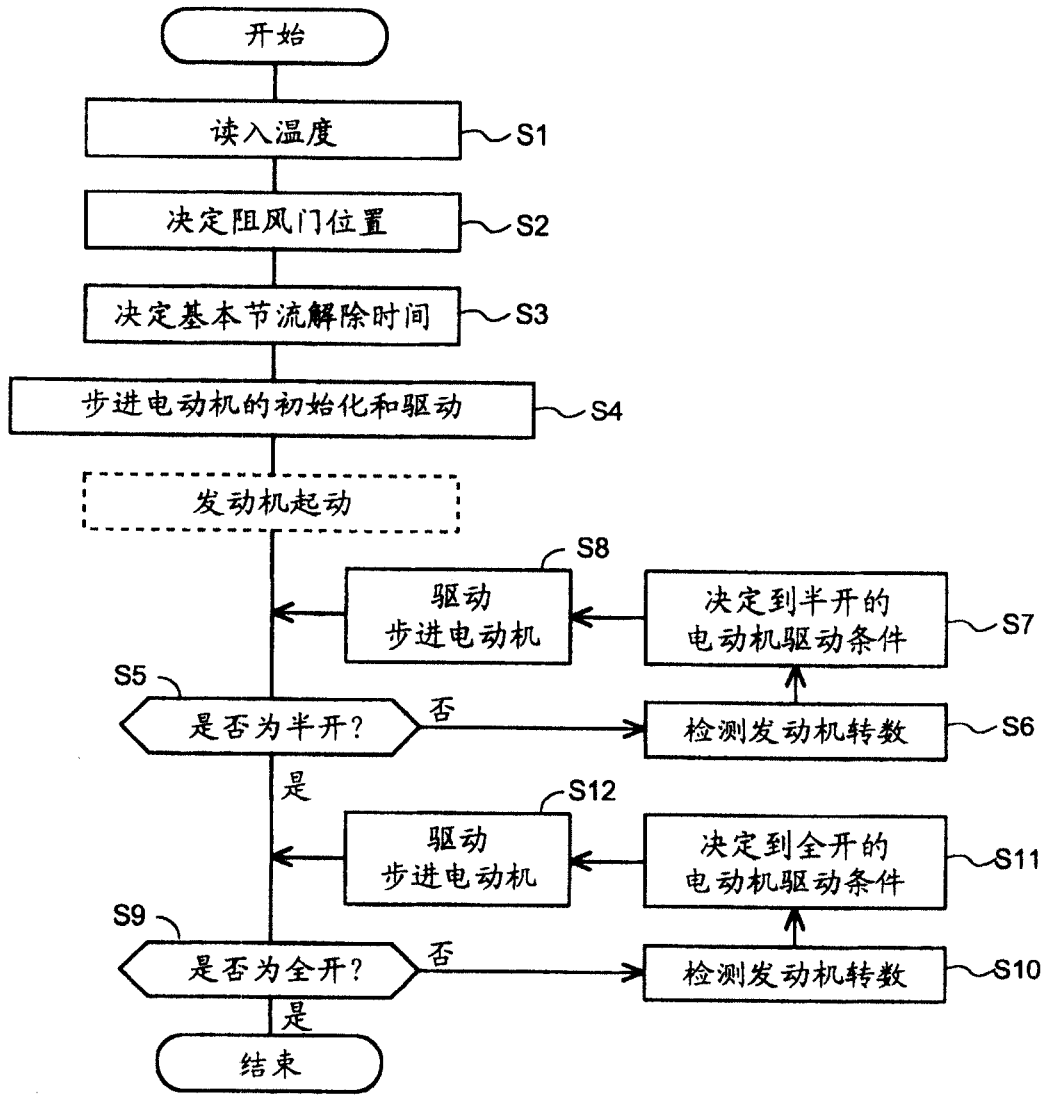 开始
读入温度
S1
决定阻风门位置
S2
决定基本节流解除时间
S3
步进电动机的初始化和驱动
S4
发动机起动
S8
驱动
步进电动机
决定到半开的
电动机驱动条件
S7
S5
是否为半开？
否
检测发动机转数
S6
是
S12
驱动
步进电动机
决定到全开的
电动机驱动条件
S11
S9
是否为全开？
否
检测发动机转数
S10
是
结束